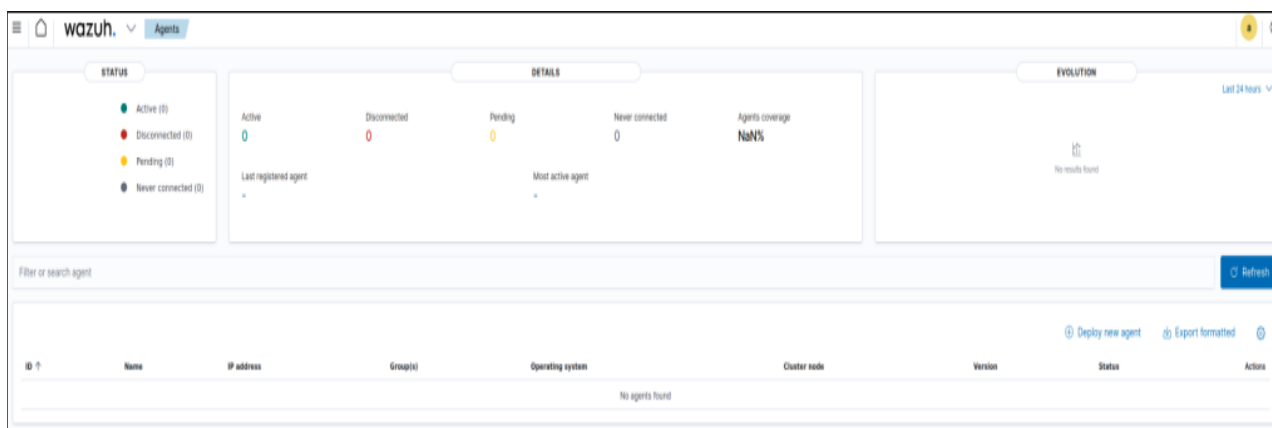 wazuh. Agents a
STATUS
Active (0)
Disconnected (0)
Pending (0)
Never connected (0)
DETAILS
Active Disconnected Pending Never connected Agents coverage
0 0 0 0 NaN%
Last registered agent Most active agent
- -
EVOLUTION
Last 24 hours
No results found
Filter or search agent
Refresh
Deploy new agent Export formatted
ID Name IP address Group(s) Operating system Cluster node Version Status Actions
No agents found